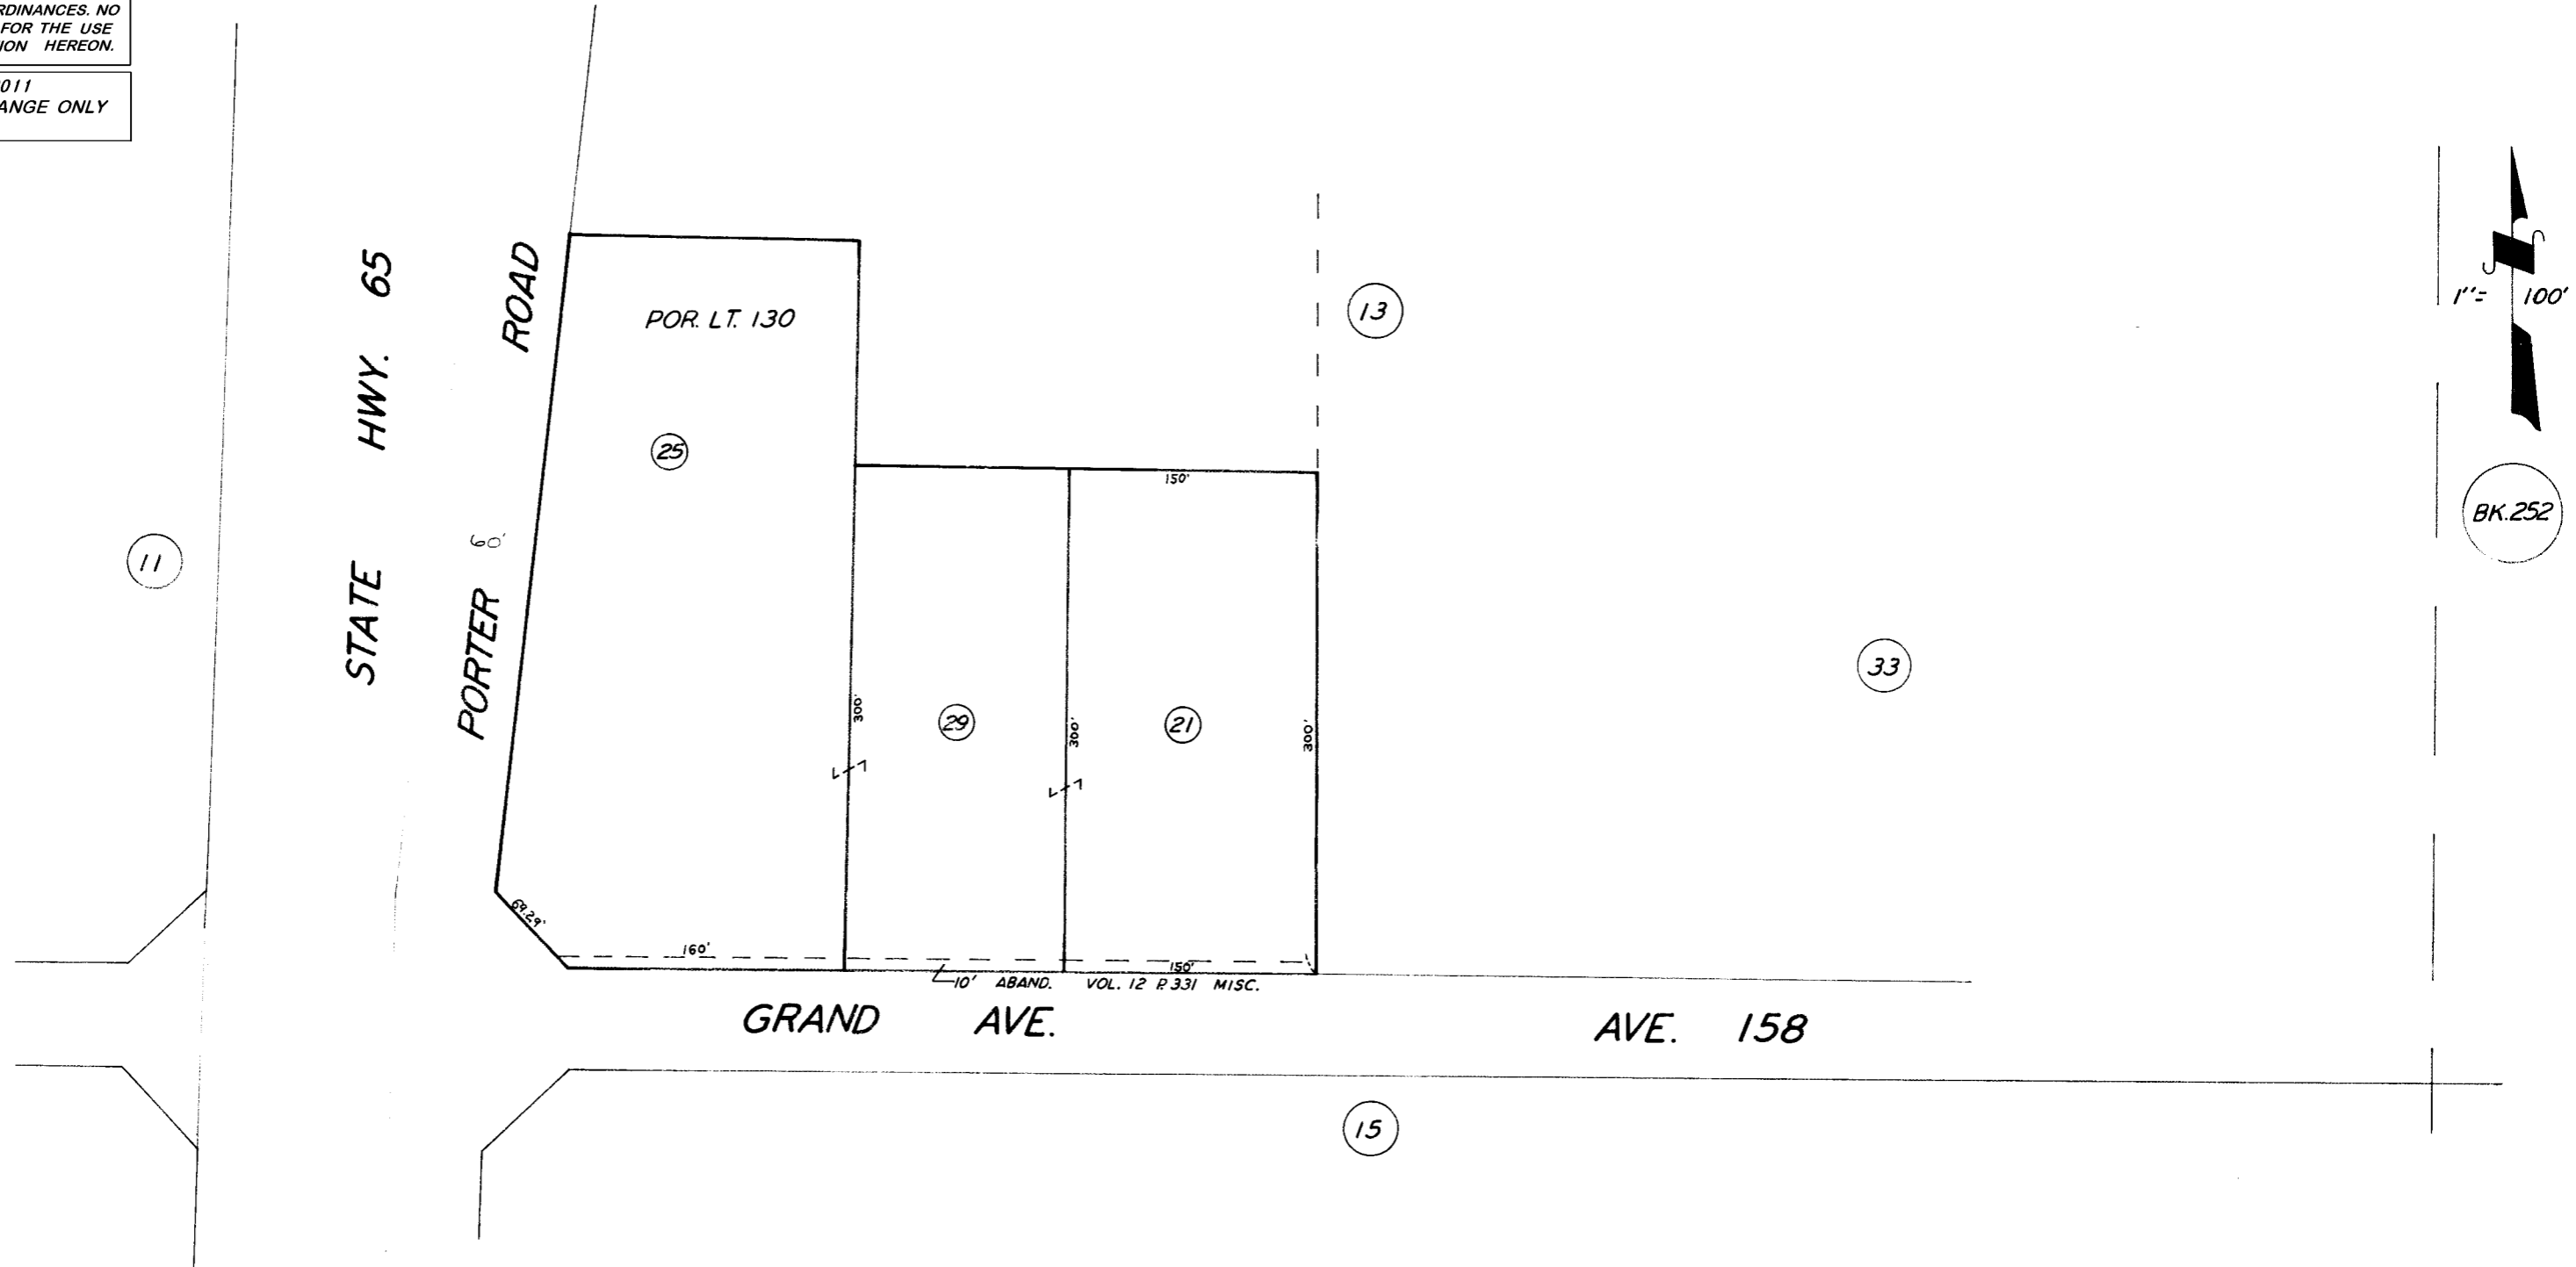 RDINANCES. NO
FOR THE USE
ION HEREON.
011
ANGE ONLY
STATE HWY. 65
PORTER ROAD
60'
POR. LT. 130
25
11
13
1"= 100'
BK.252
150'
300'
29
300'
21
300'
33
69.29'
160'
150'
10' ABAND. VOL. 12 P. 331 MISC.
GRAND AVE.
AVE. 158
15